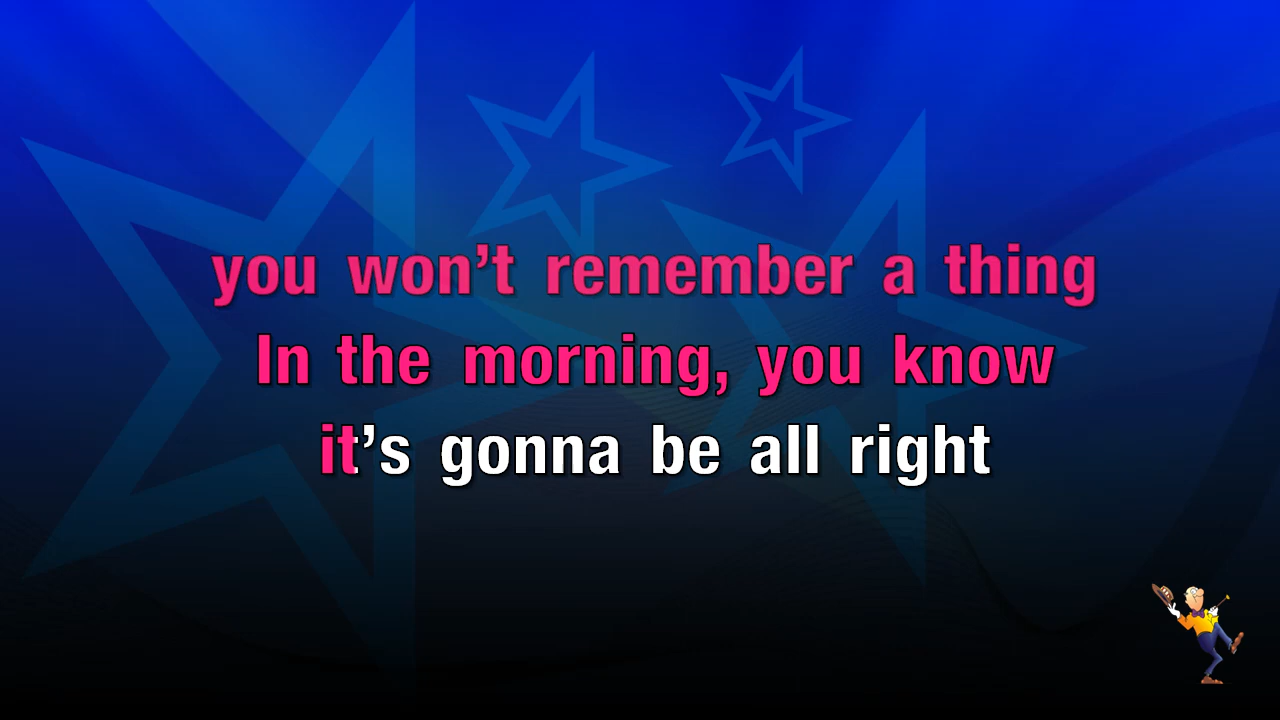 you won’t remember a thing
In the morning, you know
it’s gonna be all right